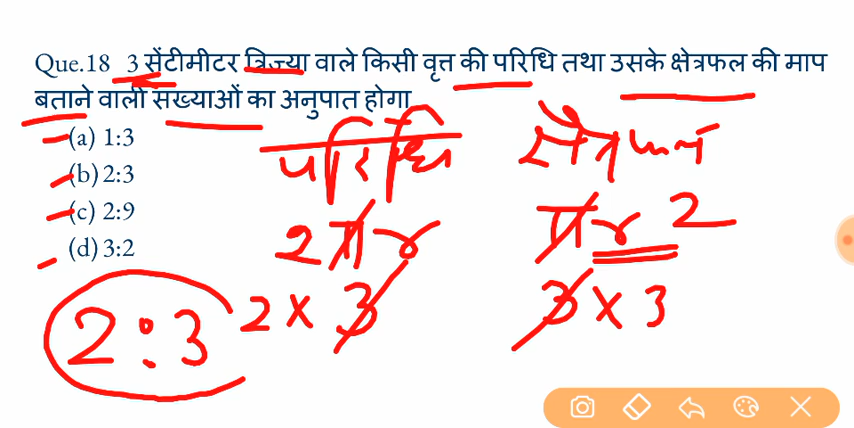 Que.18 3 सेंटीमीटर त्रिज्या वाले किसी वृत्त की परिधि तथा उसके क्षेत्रफल की माप
बताने वाली सख्याओं का अनुपात होगा
(a) 1:3
(b) 2:3
(c) 2:9
(d) 3:2
परिधि क्षेत्रफल
2πr πr2
2 × 3 3 × 3
2:3